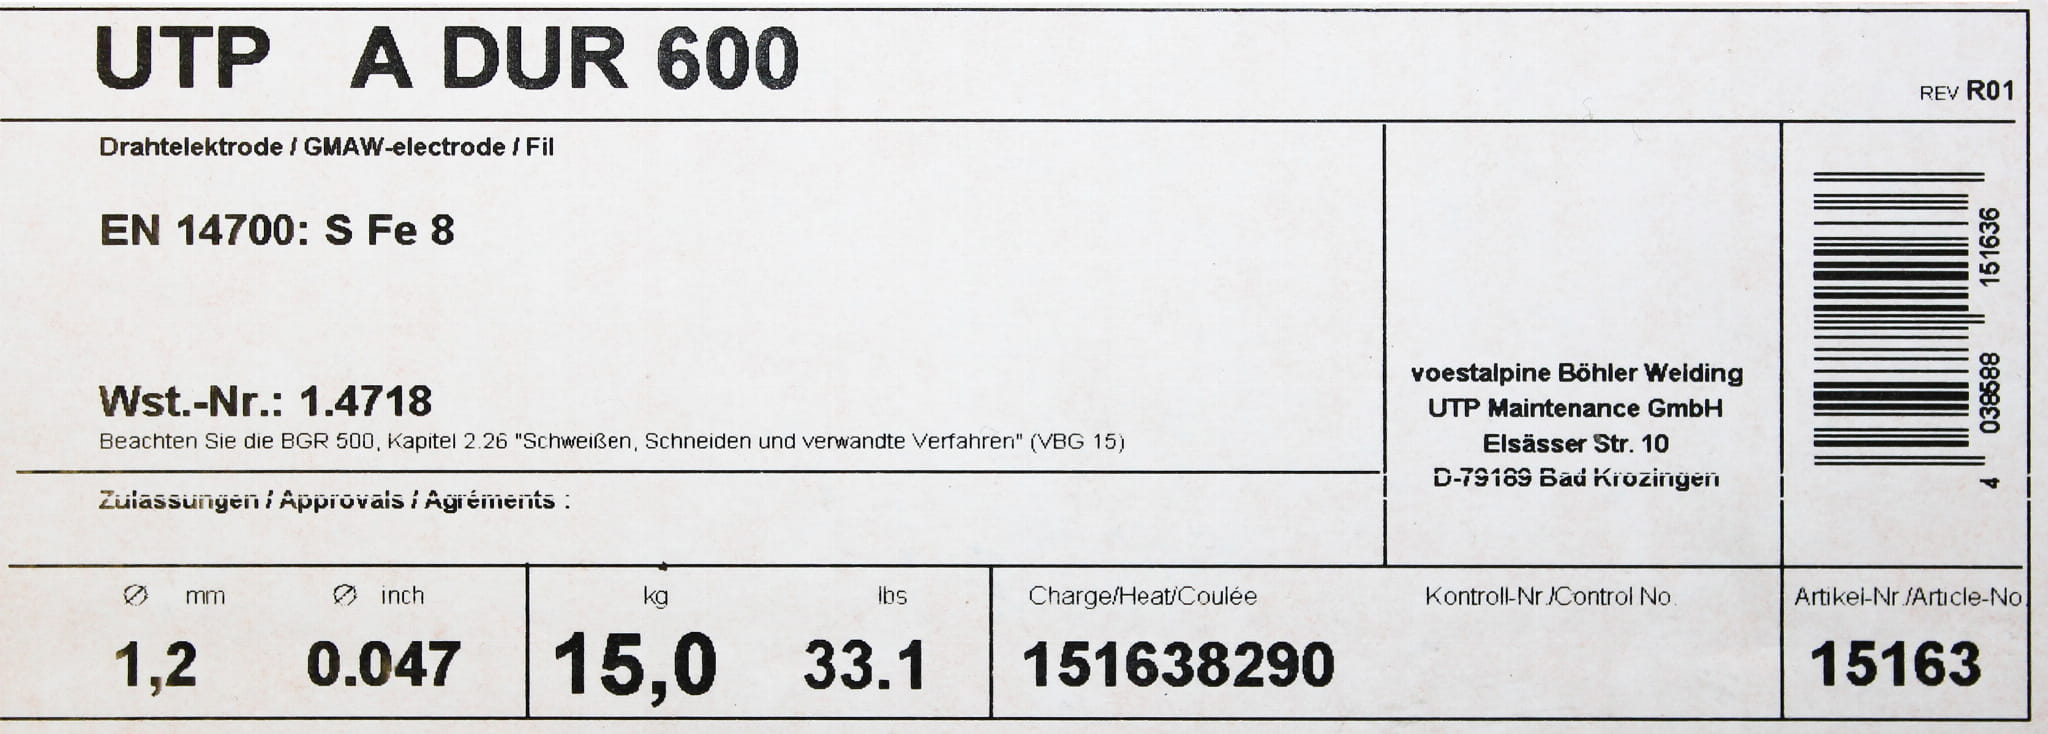 UTP A DUR 600
REV R01
Drahtelektrode / GMAW-electrode / Fil
EN 14700: S Fe 8
Wst.-Nr.: 1.4718
Beachten Sie die BGR 500, Kapitel 2.26 "Schweißen, Schneiden und verwandte Verfahren" (VBG 15)
Zulassungen / Approvals / Agréments :
voestalpine Böhler Welding
UTP Maintenance GmbH
Elsässer Str. 10
D-79189 Bad Krozingen
4 038588 151636
Ø mm Ø inch
1,2 0.047
kg lbs
15,0 33.1
Charge/Heat/Coulée
151638290
Kontroll-Nr./Control No.
Artikel-Nr./Article-No
15163